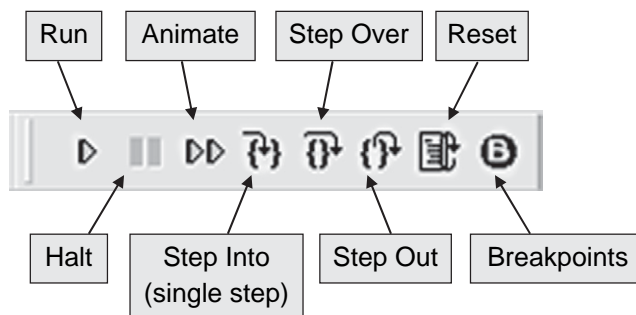 Run
Animate
Step Over
Reset
B
Halt
Step Into
(single step)
Step Out
Breakpoints